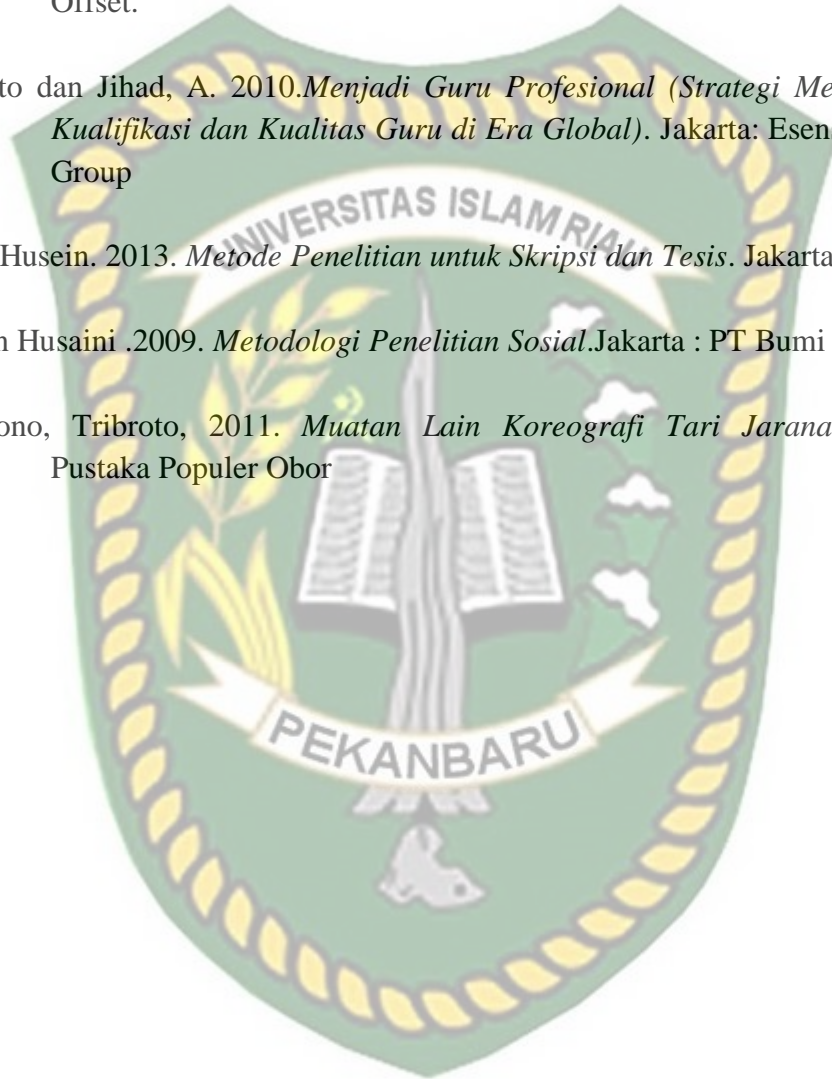 Offset.
to dan Jihad, A. 2010.Menjadi Guru Profesional (Strategi Me
Kualifikasi dan Kualitas Guru di Era Global). Jakarta: Esen
Group
UNIVERSITAS ISLAM RIAU
Husein. 2013. Metode Penelitian untuk Skripsi dan Tesis. Jakarta
n Husaini .2009. Metodologi Penelitian Sosial.Jakarta : PT Bumi
ono, Tribroto, 2011. Muatan Lain Koreografi Tari Jarana
Pustaka Populer Obor
PEKANBARU